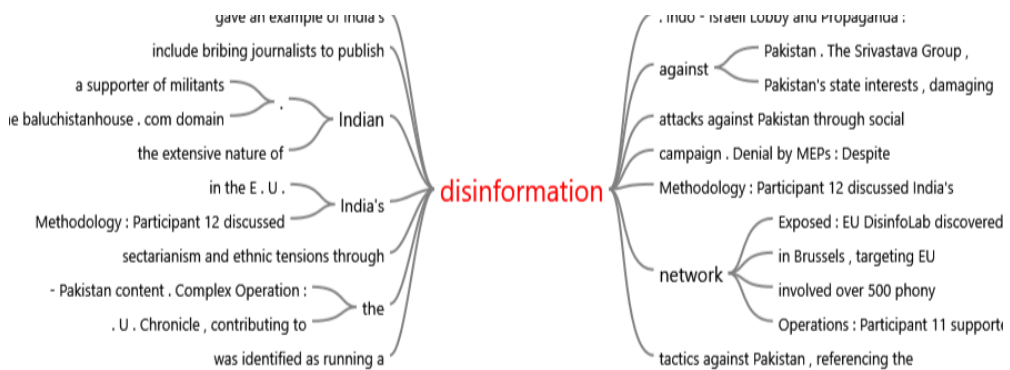 gave an example of India's
include bribing journalists to publish
a supporter of militants
.
e baluchistanhouse . com domain
Indian
the extensive nature of
in the E . U .
India's
Methodology : Participant 12 discussed
sectarianism and ethnic tensions through
- Pakistan content . Complex Operation :
the
. U . Chronicle , contributing to
was identified as running a
disinformation
. Indo - Israeli Lobby and Propaganda :
against
Pakistan . The Srivastava Group ,
Pakistan's state interests , damaging
attacks against Pakistan through social
campaign . Denial by MEPs : Despite
Methodology : Participant 12 discussed India's
network
Exposed : EU DisinfoLab discovered
in Brussels , targeting EU
involved over 500 phony
Operations : Participant 11 supporte
tactics against Pakistan , referencing the